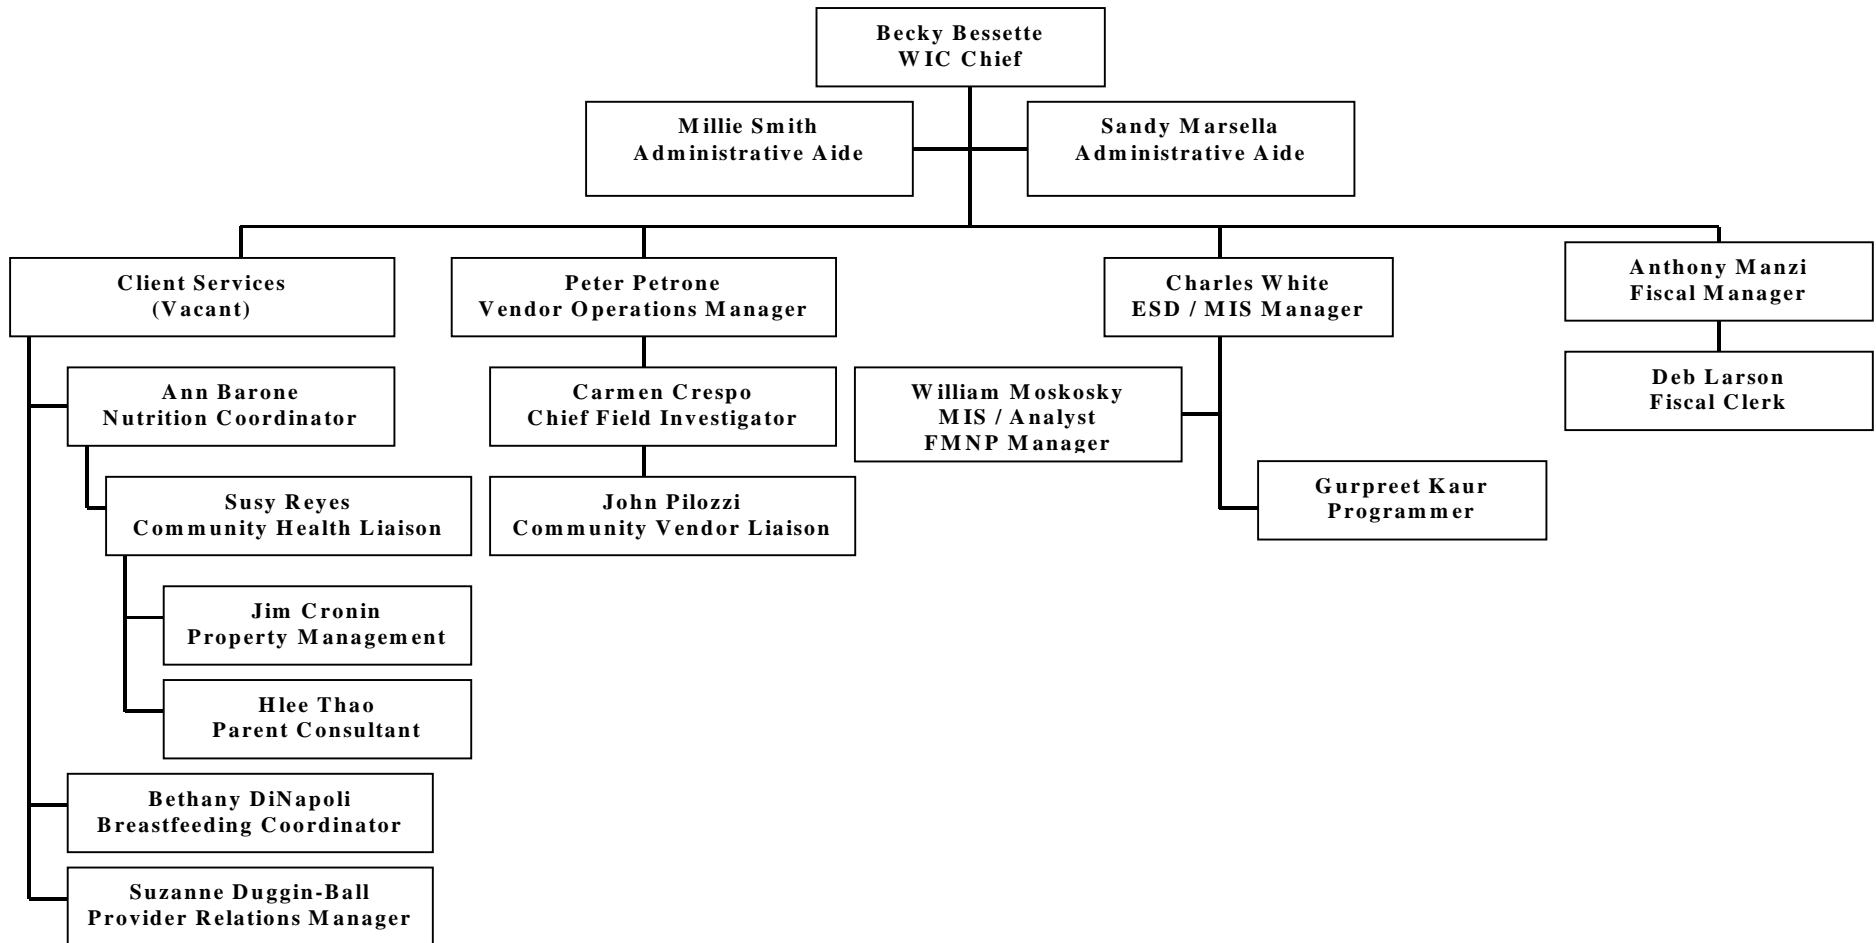 Becky Bessette
WIC Chief
Millie Smith
Administrative Aide
Sandy Marsella
Administrative Aide
Client Services
(Vacant)
Peter Petrone
Vendor Operations Manager
Charles White
ESD / MIS Manager
Anthony Manzi
Fiscal Manager
Ann Barone
Nutrition Coordinator
Carmen Crespo
Chief Field Investigator
William Moskosky
MIS / Analyst
FMNP Manager
Deb Larson
Fiscal Clerk
Susy Reyes
Community Health Liaison
John Pilozzi
Community Vendor Liaison
Gurpreet Kaur
Programmer
Jim Cronin
Property Management
Hlee Thao
Parent Consultant
Bethany DiNapoli
Breastfeeding Coordinator
Suzanne Duggin-Ball
Provider Relations Manager